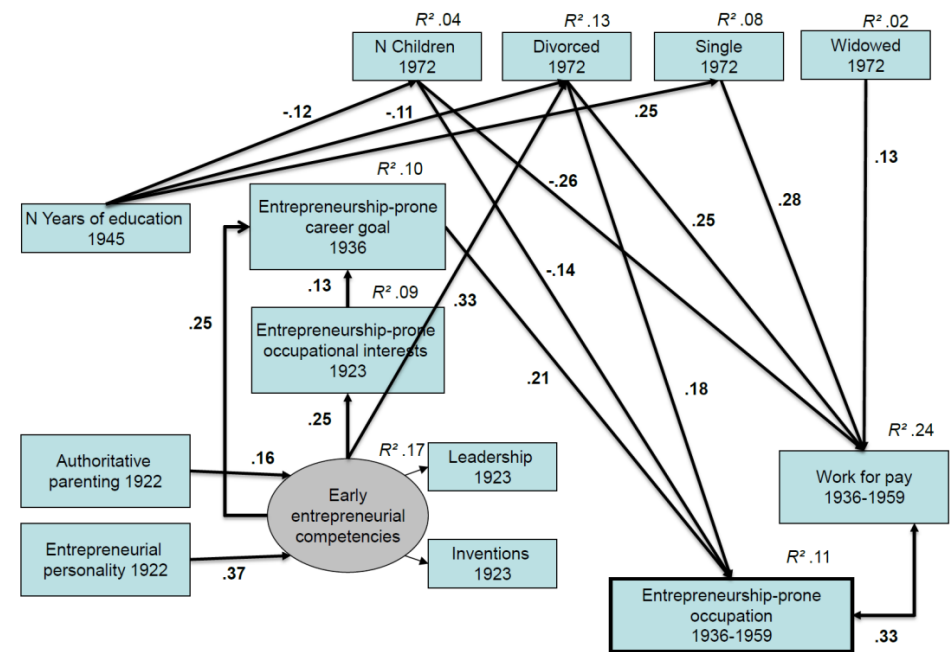 R² .04
R² .13
R² .08
R² .02
N Children
1972
Divorced
1972
Single
1972
Widowed
1972
-.12
-.11
.25
.13
R² .10
-.26
.25
.28
N Years of education
1945
Entrepreneurship-prone
career goal
1936
-.14
.13
R² .09
.33
.25
Entrepreneurship-prone
occupational interests
1923
.21
.18
.25
R² .17
R² .24
Authoritative
parenting 1922
.16
Leadership
1923
Work for pay
1936-1959
Early
entrepreneurial
competencies
Entrepreneurial
personality 1922
.37
Inventions
1923
R² .11
Entrepreneurship-prone
occupation
1936-1959
.33